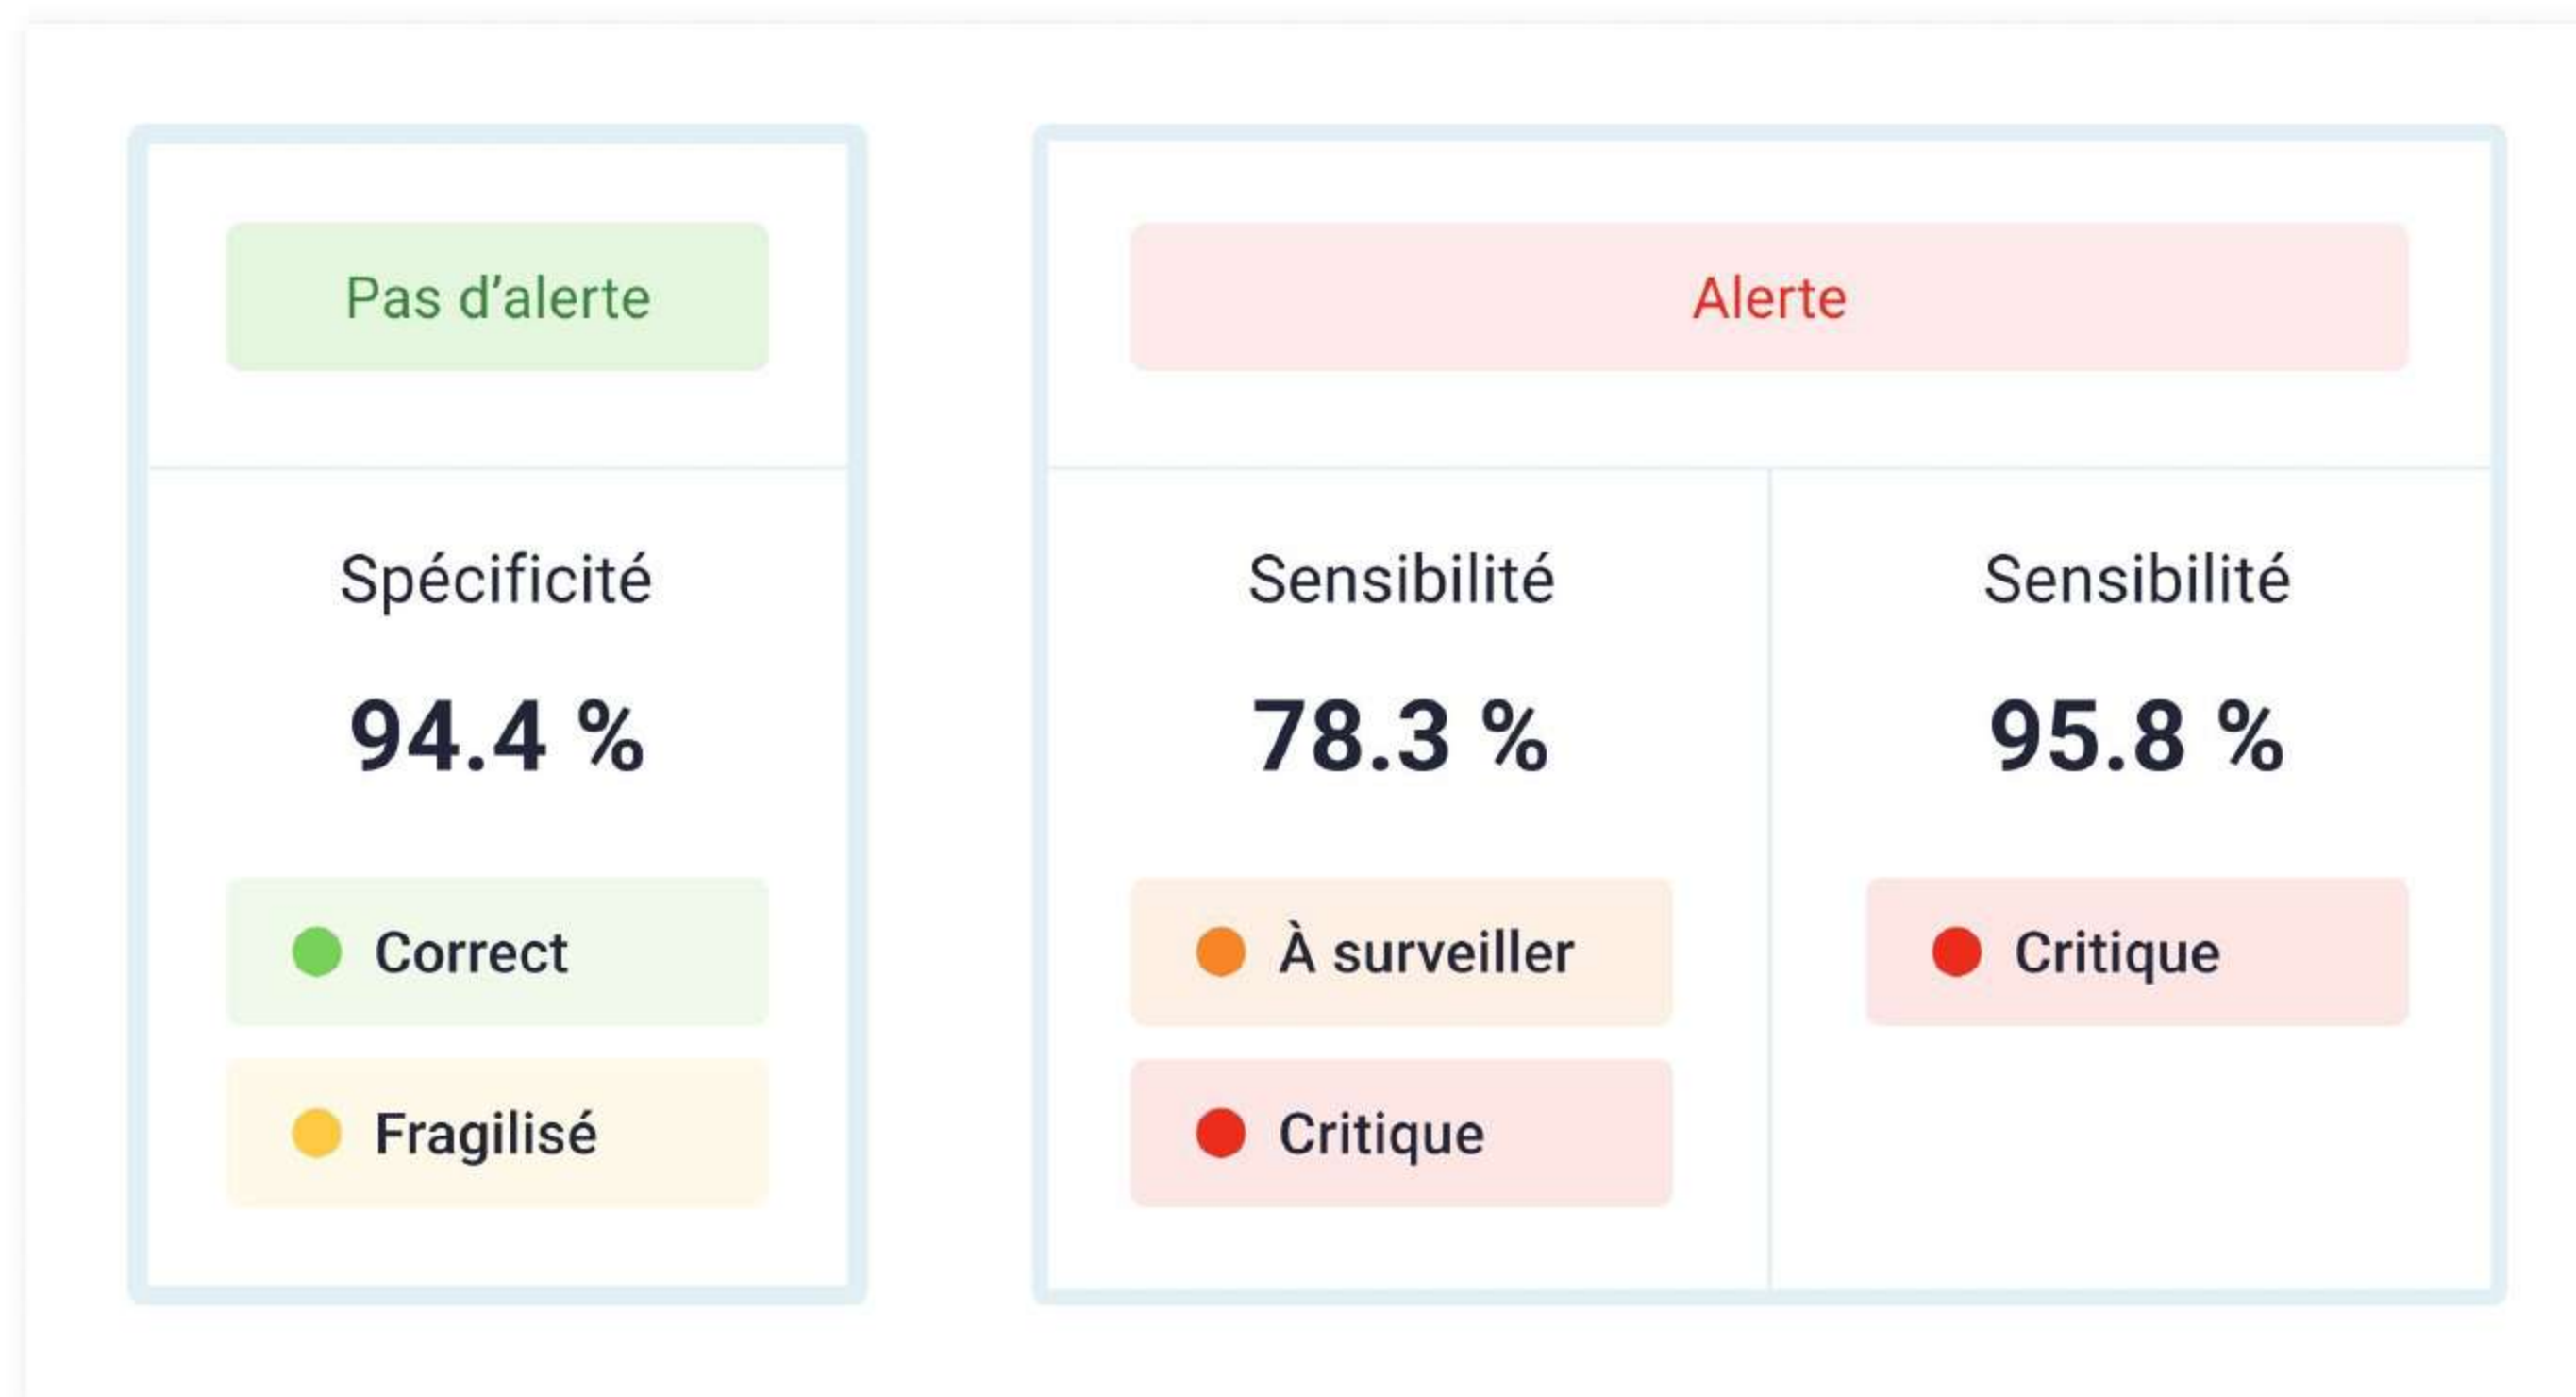 Pas d’alerte
Spécificité
94.4 %
Correct
Fragilisé
Alerte
Sensibilité
78.3 %
À surveiller
Critique
Sensibilité
95.8 %
Critique